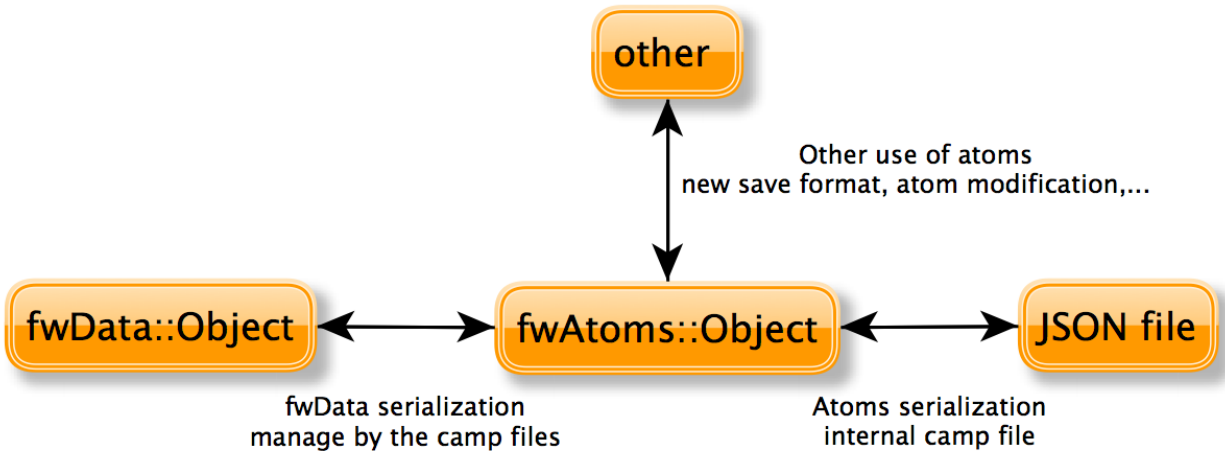 other
Other use of atoms
new save format, atom modification,...
fwData::Object
fwAtoms::Object
JSON file
fwData serialization
manage by the camp files
Atoms serialization
internal camp file